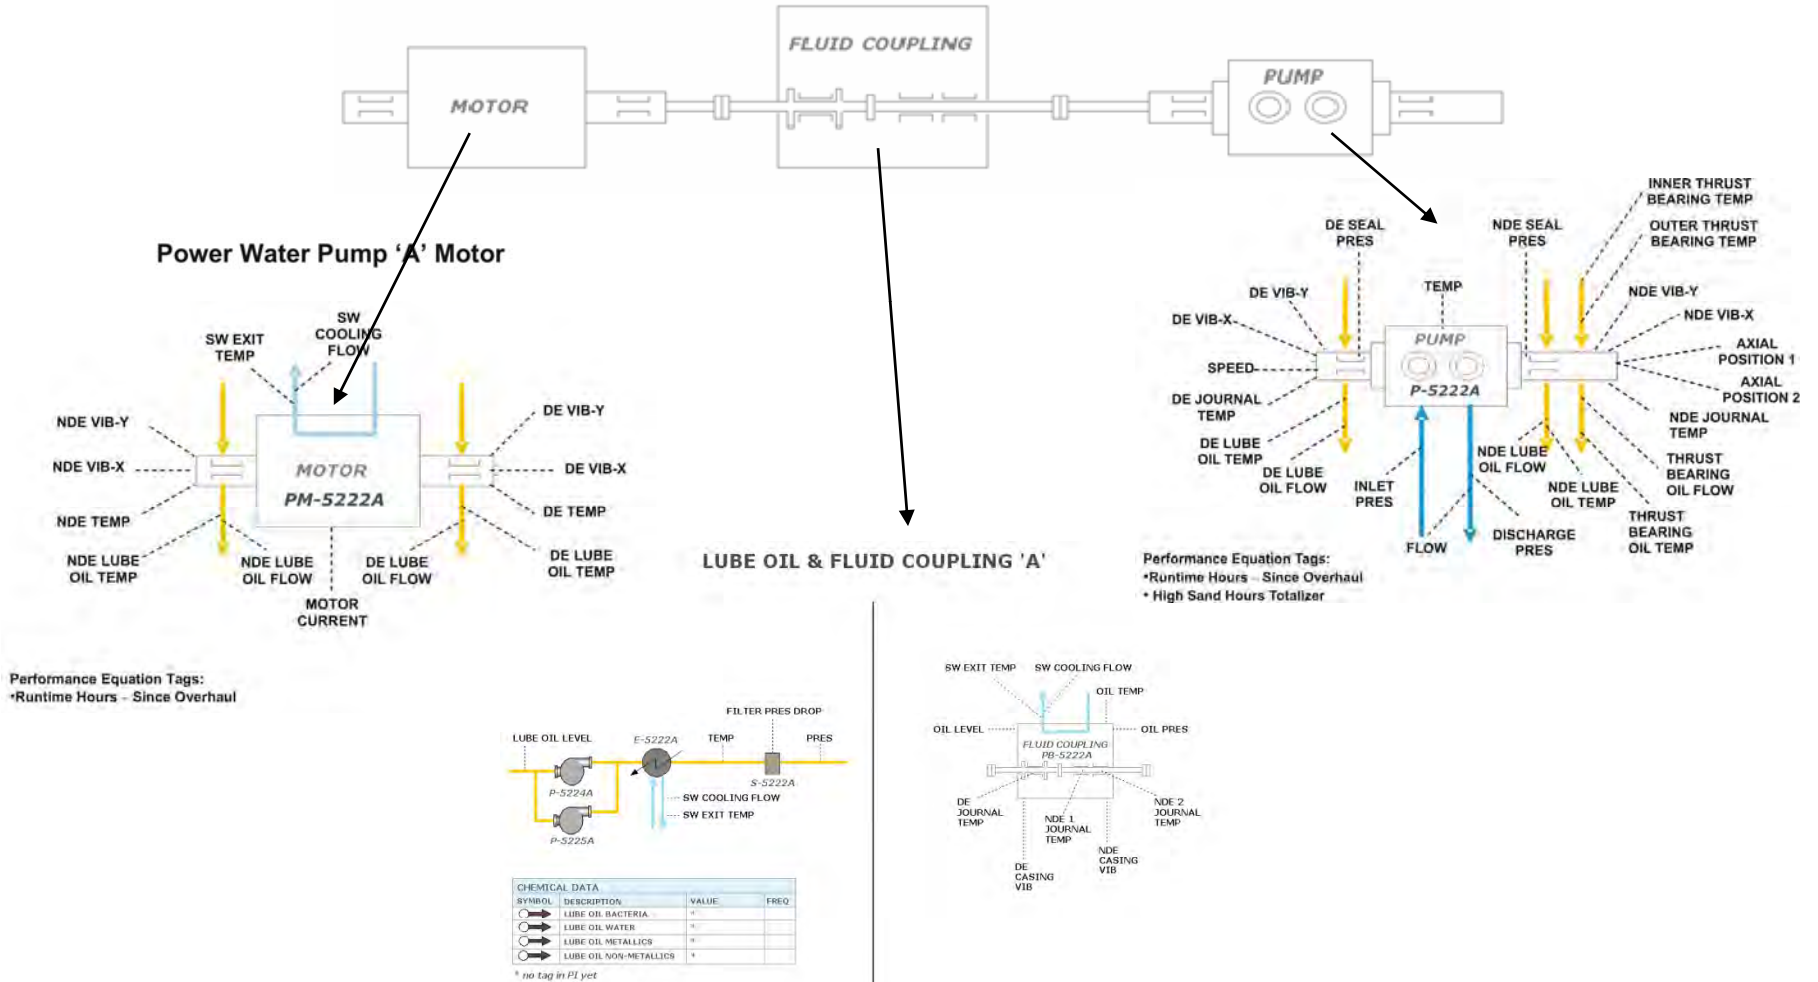 FLUID COUPLING
MOTOR
PUMP
Power Water Pump ‘A’ Motor
SW EXIT
TEMP
SW
COOLING
FLOW
NDE VIB-Y
NDE VIB-X
NDE TEMP
NDE LUBE
OIL TEMP
NDE LUBE
OIL FLOW
MOTOR
PM-5222A
DE VIB-Y
DE VIB-X
DE TEMP
DE LUBE
OIL TEMP
DE LUBE
OIL FLOW
MOTOR
CURRENT
Performance Equation Tags:
•Runtime Hours – Since Overhaul
INNER THRUST
BEARING TEMP
OUTER THRUST
BEARING TEMP
DE SEAL
PRES
NDE SEAL
PRES
TEMP
DE VIB-Y
DE VIB-X
SPEED
DE JOURNAL
TEMP
DE LUBE
OIL TEMP
DE LUBE
OIL FLOW
PUMP
P-5222A
NDE VIB-Y
NDE VIB-X
AXIAL
POSITION 1
AXIAL
POSITION 2
NDE JOURNAL
TEMP
THRUST
BEARING
OIL FLOW
THRUST
BEARING
OIL TEMP
NDE LUBE
OIL FLOW
NDE LUBE
OIL TEMP
INLET
PRES
FLOW
DISCHARGE
PRES
Performance Equation Tags:
•Runtime Hours – Since Overhaul
• High Sand Hours Totalizer
LUBE OIL & FLUID COUPLING 'A'
LUBE OIL LEVEL
E-5222A
TEMP
FILTER PRES DROP
PRES
P-5224A
S-5222A
SW COOLING FLOW
SW EXIT TEMP
P-5225A
CHEMICAL DATA
SYMBOL DESCRIPTION VALUE FREQ
LUBE OIL BACTERIA *
LUBE OIL WATER *
LUBE OIL METALLICS *
LUBE OIL NON-METALLICS *
* no tag in PI yet
SW EXIT TEMP
SW COOLING FLOW
OIL TEMP
OIL LEVEL
OIL PRES
FLUID COUPLING
PB-5222A
DE
JOURNAL
TEMP
NDE 1
JOURNAL
TEMP
NDE 2
JOURNAL
TEMP
DE
CASING
VIB
NDE
CASING
VIB